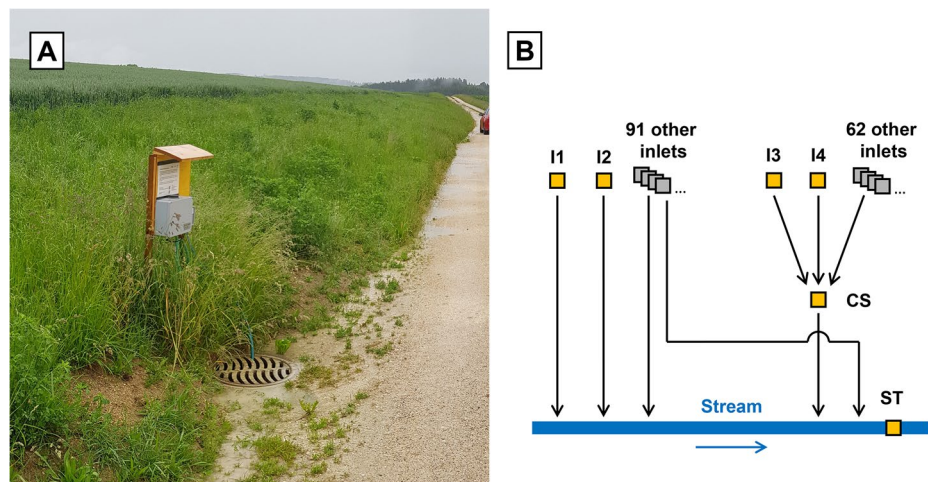 A
B
91 other
inlets
62 other
inlets
I1
I2
I3
I4
...
...
CS
ST
Stream